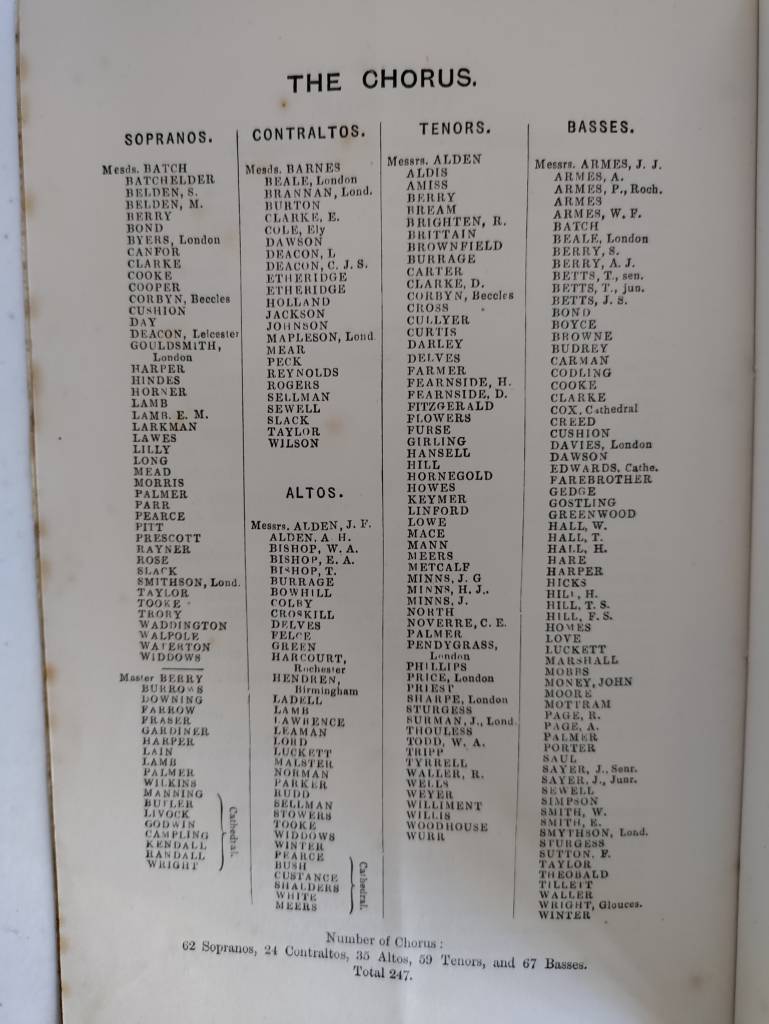 THE CHORUS.
SOPRANOS.
Mesds. BATCH
BATCHELDER
BELDEN, S.
BELDEN, M.
BERRY
BOND
BYERS, London
CANFOR
CLARKE
COOKE
COOPER
CORBYN, Beccles
CUSHION
DAY
DEACON, Leicester
GOULDSMITH,
London
HARPER
HINDES
HORNER
LAMB
LAMB. E. M.
LARKMAN
LAWES
LILLY
LONG
MEAD
MORRIS
PALMER
PARR
PEARCE
PITT
PRESCOTT
RAYNER
ROSE
SLACK
SMITHSON, Lond.
TAYLOR
TOOKE
TRORY
WADDINGTON
WALPOLE
WATERTON
WIDDOWS
Master BERRY
BURROWS
DOWNING
FARROW
FRASER
GARDINER
HARPER
LAIN
LAMB
PALMER
WILKINS
MANNING
BUTLER
LIVOCK
GODWIN
CAMPLING
KENDALL
RANDALL
WRIGHT
Cathedral.
CONTRALTOS.
Mesds. BARNES
BEALE, London
BRANNAN, Lond.
BURTON
CLARKE, E.
COLE, Ely
DAWSON
DEACON, L
DEACON, C. J. S.
ETHERIDGE
ETHERIDGE
HOLLAND
JACKSON
JOHNSON
MAPLESON, Lond
MEAR
PECK
REYNOLDS
ROGERS
SELLMAN
SEWELL
SLACK
TAYLOR
WILSON
ALTOS.
Messrs. ALDEN, J. F.
ALDEN. A H.
BISHOP, W. A.
BISHOP, E. A.
BISHOP, T.
BURRAGE
BOWHILL
COLBY
CROSKILL
DELVES
FELCE
GREEN
HARCOURT,
Rochester
HENDREN,
Birmingham
LADELL
LAMB
LAWRENCE
LEAMAN
LORD
LUCKETT
MALSTER
NORMAN
PARKER
RUDD
SELLMAN
STOWERS
TOOKE
WIDDOWS
WINTER
PEARCE
BUSH
CUSTANCE
SHALDERS
WHITE
MEERS
Cathedral.
TENORS.
Messrs. ALDEN
ALDIS
AMISS
BERRY
BREAM
BRIGHTEN, R.
BRITTAIN
BROWNFIELD
BURRAGE
CARTER
CLARKE, D.
CORBYN, Beccles
CROSS
CULLYER
CURTIS
DARLEY
DELVES
FARMER
FEARNSIDE, H.
FEARNSIDE, D.
FITZGERALD
FLOWERS
FURSE
GIRLING
HANSELL
HILL
HORNEGOLD
HOWES
KEYMER
LINFORD
LOWE
MACE
MANN
MEERS
METCALF
MINNS, J. G
MINNS, H. J..
MINNS, J.
NORTH
NOVERRE, C. E.
PALMER
PENDYGRASS,
London
PHILLIPS
PRICE, London
PRIEST
SHARPE, London
STURGESS
SURMAN, J., Lond.
THOULESS
TODD, W. A.
TRIPP
TYRRELL
WALLER, R.
WELLS
WEYER
WILLIMENT
WILLIS
WOODHOUSE
WURR
BASSES.
Messrs. ARMES, J. J.
ARMES, A.
ARMES, P., Roch.
ARMES
ARMES, W. F.
BATCH
BEALE, London
BERRY, S.
BERRY, A. J.
BETTS, T., sen.
BETTS, T., jun.
BETTS, J. S.
BOND
BOYCE
BROWNE
BUDREY
CARMAN
CODLING
COOKE
CLARKE
COX, Cathedral
CREED
CUSHION
DAVIES, London
DAWSON
EDWARDS, Cathe.
FAREBROTHER
GEDGE
GOSTLING
GREENWOOD
HALL, W.
HALL, T.
HALL, H.
HARE
HARPER
HICKS
HILL, H.
HILL, T. S.
HILL, F. S.
HOMES
LOVE
LUCKETT
MARSHALL
MOBBS
MONEY, JOHN
MOORE
MOTTRAM
PAGE, R.
PAGE, A.
PALMER
PORTER
SAUL
SAYER, J., Senr.
SAYER, J., Junr.
SEWELL
SIMPSON
SMITH, W.
SMITH, E.
SMYTHSON, Lond.
STURGESS
SUTTON, F.
TAYLOR
THEOBALD
TILLETT
WALLER
WRIGHT, Glouces.
WINTER
Number of Chorus:
62 Sopranos, 24 Contraltos, 35 Altos, 59 Tenors, and 67 Basses.
Total 247.